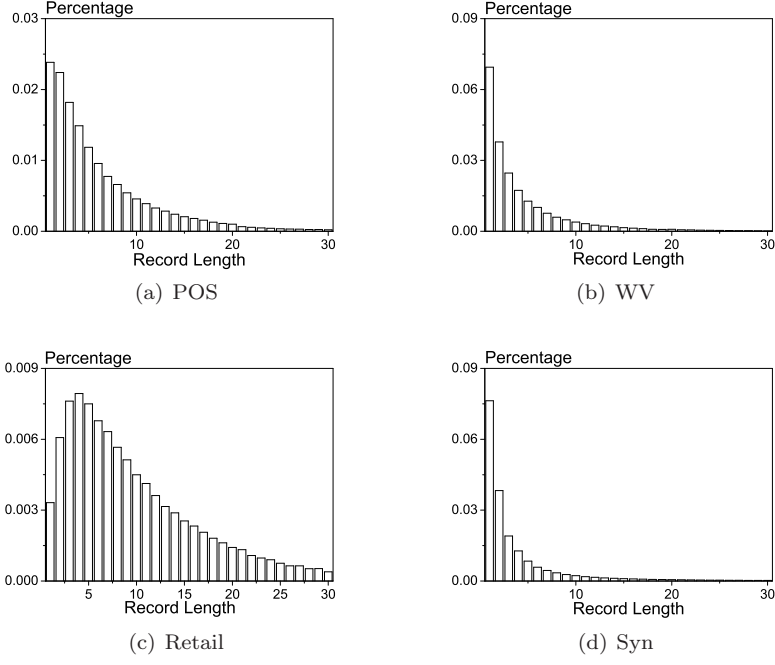 Percentage
0.03
0.02
0.01
0.00
10 20 30
Record Length
(a) POS
Percentage
0.09
0.06
0.03
0.00
10 20 30
Record Length
(b) WV
Percentage
0.009
0.006
0.003
0.000
5 10 15 20 25 30
Record Length
(c) Retail
Percentage
0.09
0.06
0.03
0.00
10 20 30
Record Length
(d) Syn